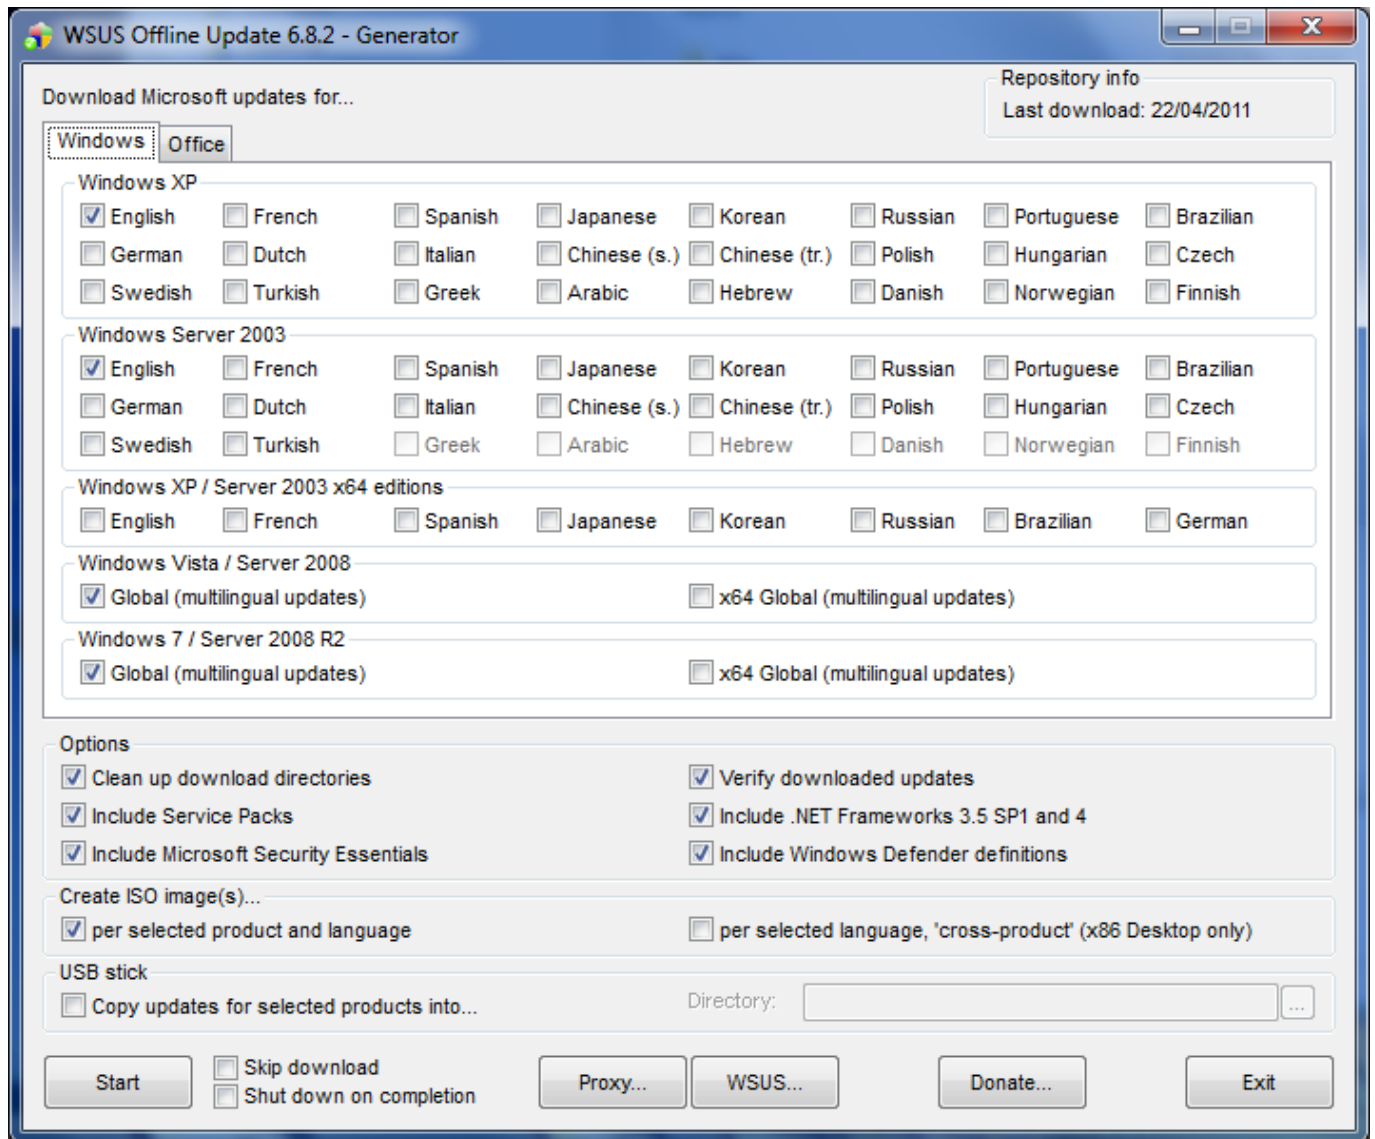 WSUS Offline Update 6.8.2 - Generator
Download Microsoft updates for...
Repository info
Last download: 22/04/2011
Windows Office
Windows XP
English French Spanish Japanese Korean Russian Portuguese Brazilian
German Dutch Italian Chinese (s.) Chinese (tr.) Polish Hungarian Czech
Swedish Turkish Greek Arabic Hebrew Danish Norwegian Finnish
Windows Server 2003
English French Spanish Japanese Korean Russian Portuguese Brazilian
German Dutch Italian Chinese (s.) Chinese (tr.) Polish Hungarian Czech
Swedish Turkish Greek Arabic Hebrew Danish Norwegian Finnish
Windows XP / Server 2003 x64 editions
English French Spanish Japanese Korean Russian Brazilian German
Windows Vista / Server 2008
Global (multilingual updates) x64 Global (multilingual updates)
Windows 7 / Server 2008 R2
Global (multilingual updates) x64 Global (multilingual updates)
Options
Clean up download directories Verify downloaded updates
Include Service Packs Include .NET Frameworks 3.5 SP1 and 4
Include Microsoft Security Essentials Include Windows Defender definitions
Create ISO image(s)...
per selected product and language per selected language, 'cross-product' (x86 Desktop only)
USB stick
Copy updates for selected products into... Directory: ...
Start Skip download Proxy... WSUS... Donate... Exit
Shut down on completion